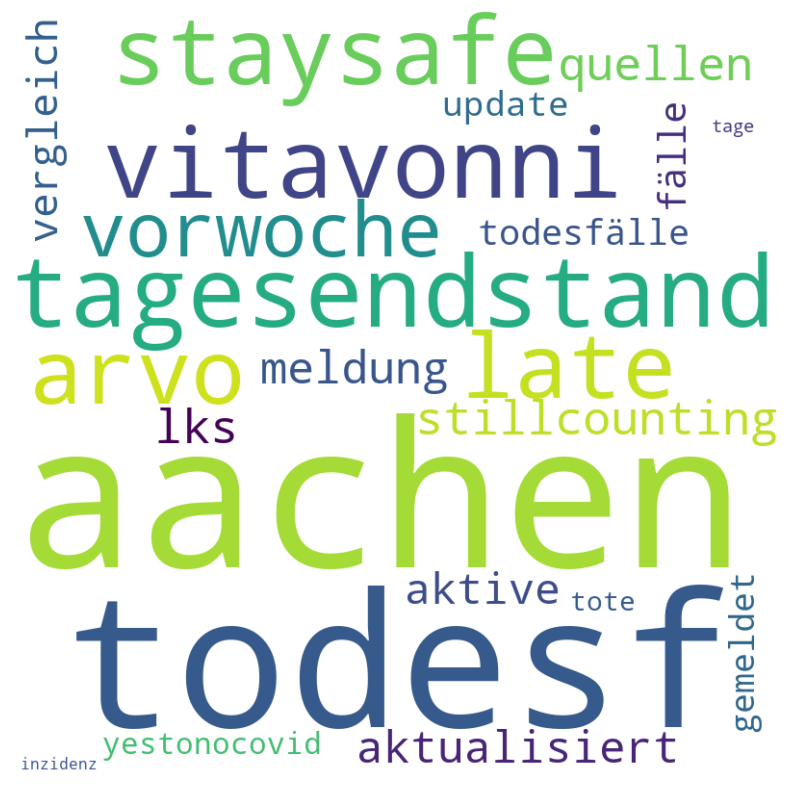 staysafe
quellen
vergleich
update
tage
vitavonni
fälle
vorwoche
todesfälle
tagesendstand
arvo
meldung
late
lks
stillcounting
aachen
todesf
aktive
tote
gemeldet
yestonocovid
aktualisiert
inzidenz